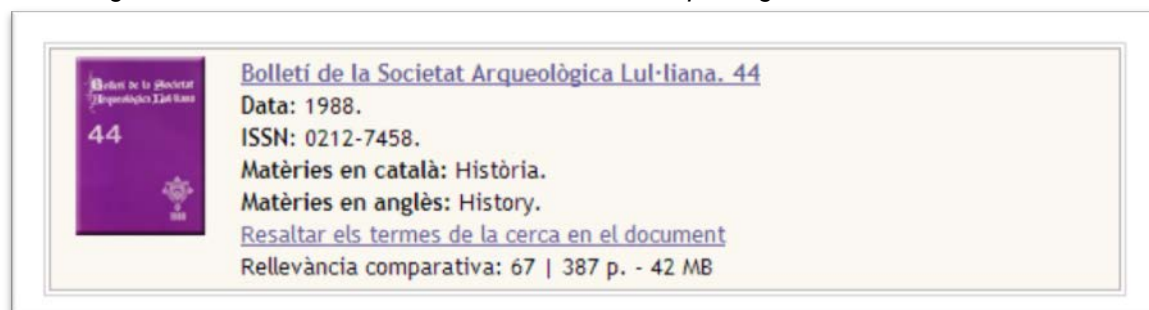 Bolletí de la Societat
Arqueològica Lul·liana
44
1988
Bolletí de la Societat Arqueològica Lul·liana. 44
Data: 1988.
ISSN: 0212-7458.
Matèries en català: Història.
Matèries en anglès: History.
Resaltar els termes de la cerca en el document
Rellevància comparativa: 67 | 387 p. - 42 MB